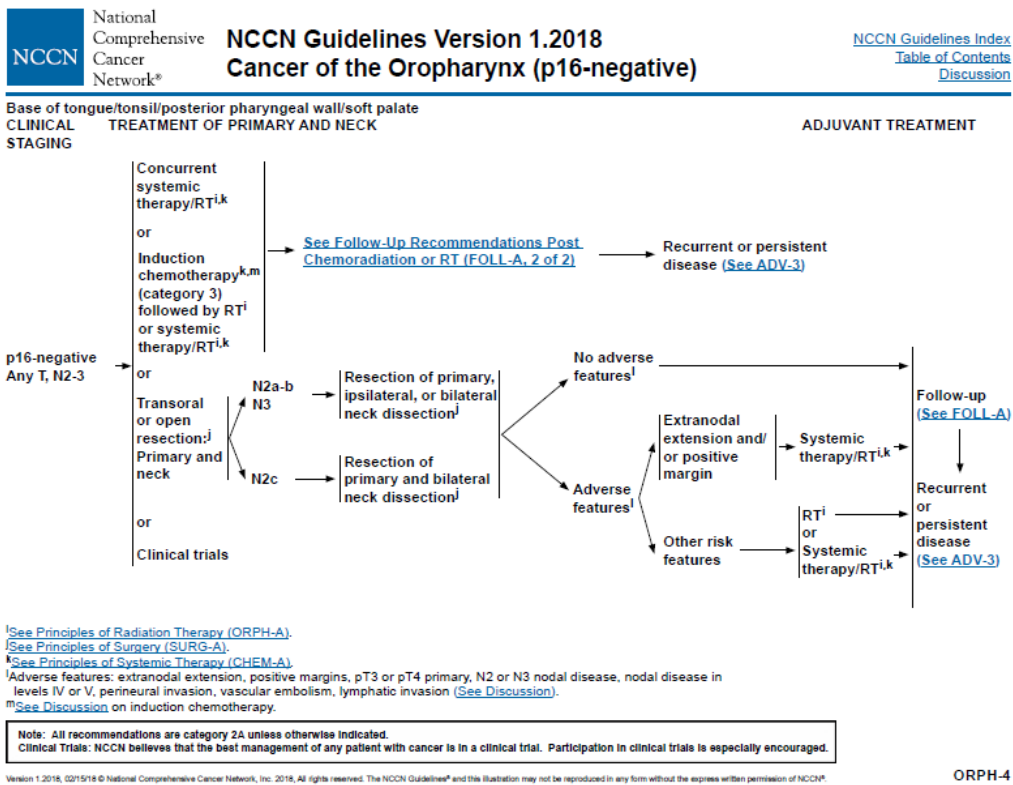 National
Comprehensive
NCCN Cancer
Network®
NCCN Guidelines Version 1.2018
Cancer of the Oropharynx (p16-negative)
NCCN Guidelines Index
Table of Contents
Discussion
Base of tongue/tonsil/posterior pharyngeal wall/soft palate
CLINICAL
STAGING
TREATMENT OF PRIMARY AND NECK
ADJUVANT TREATMENT
p16-negative
Any T, N2-3
Concurrent
systemic
therapy/RTi,k
or
Induction
chemotherapyk,m
(category 3)
followed by RTi
or systemic
therapy/RTi,k
or
Transoral
or open
resection:j
Primary and
neck
or
Clinical trials
See Follow-Up Recommendations Post
Chemoradiation or RT (FOLL-A, 2 of 2)
Recurrent or persistent
disease (See ADV-3)
N2a-b
N3
Resection of primary,
ipsilateral, or bilateral
neck dissectionj
N2c
Resection of
primary and bilateral
neck dissectionj
No adverse
featuresl
Adverse
featuresl
Extranodal
extension and/
or positive
margin
Systemic
therapy/RTi,k
Other risk
features
RTi
or
Systemic
therapy/RTi,k
Follow-up
(See FOLL-A)
Recurrent
or
persistent
disease
(See ADV-3)
iSee Principles of Radiation Therapy (ORPH-A).
jSee Principles of Surgery (SURG-A).
kSee Principles of Systemic Therapy (CHEM-A).
lAdverse features: extranodal extension, positive margins, pT3 or pT4 primary, N2 or N3 nodal disease, nodal disease in
levels IV or V, perineural invasion, vascular embolism, lymphatic invasion (See Discussion).
mSee Discussion on induction chemotherapy.
Note: All recommendations are category 2A unless otherwise indicated.
Clinical Trials: NCCN believes that the best management of any patient with cancer is in a clinical trial. Participation in clinical trials is especially encouraged.
Version 1.2018, 02/15/18 © National Comprehensive Cancer Network, Inc. 2018, All rights reserved. The NCCN Guidelines® and this illustration may not be reproduced in any form without the express written permission of NCCN®.
ORPH-4